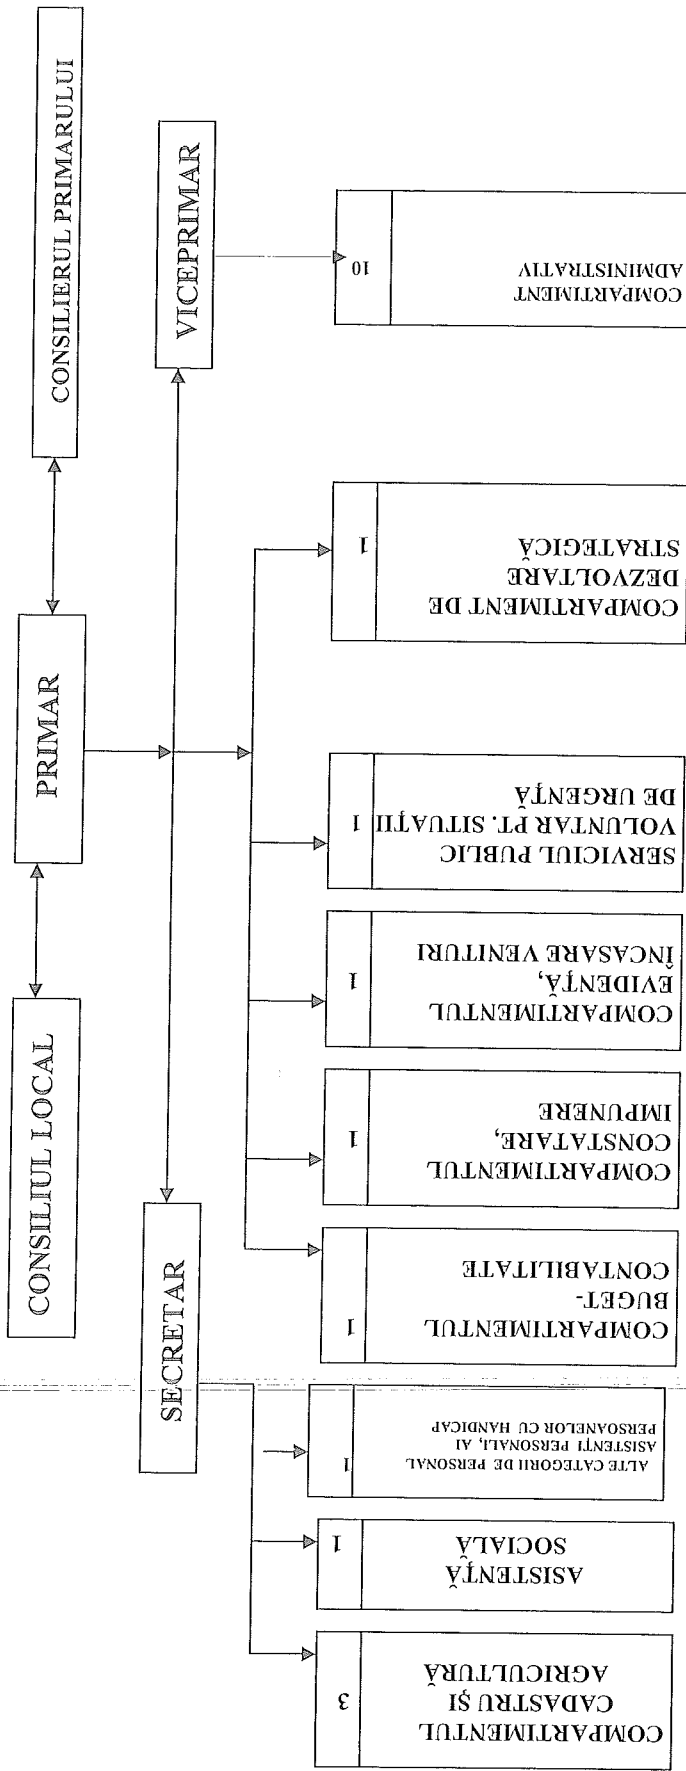 CONSILIUL LOCAL
PRIMAR
CONSILIERUL PRIMARULUI
SECRETAR
VICEPRIMAR
COMPARTIMENTUL
CADASTRU ȘI
AGRICULTURĂ
3
ASISTENȚĂ
SOCIALĂ
1
ALTE CATEGORII DE PERSONAL
ASISTENȚI PERSONALI, AI
PERSOANELOR CU HANDICAP
1
COMPARTIMENTUL
BUGET-
CONTABILITATE
1
COMPARTIMENTUL
CONSTATARE,
IMPUNERE
1
COMPARTIMENTUL
EVIDENȚĂ,
ÎNCASARE VENITURI
1
SERVICIUL PUBLIC
VOLUNTAR PT. SITUAȚII
DE URGENȚĂ
1
COMPARTIMENT DE
DEZVOLTARE
STRATEGICĂ
1
COMPARTIMENT
ADMINISTRATIV
10